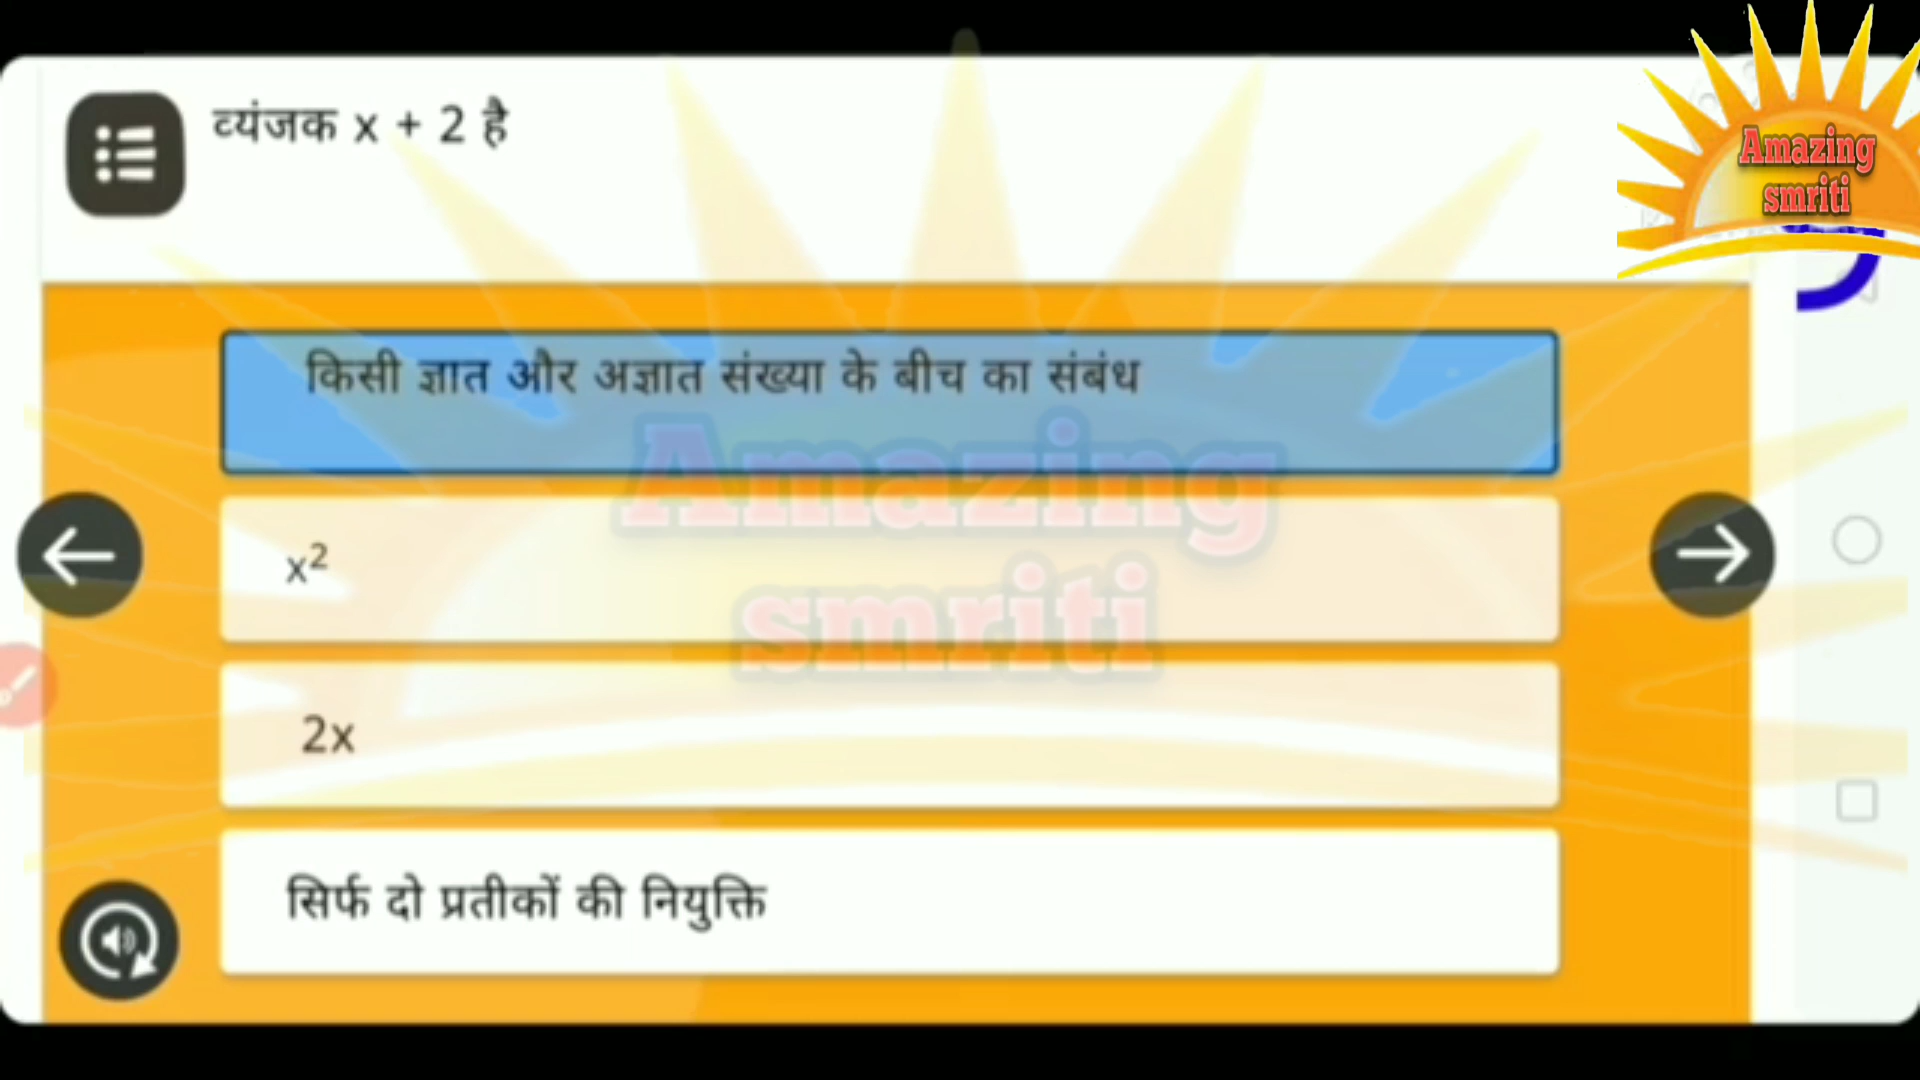 व्यंजक x + 2 है
Amazing
smriti
किसी ज्ञात और अज्ञात संख्या के बीच का संबंध
Amazing
x²
smriti
2x
सिर्फ दो प्रतीकों की नियुक्ति